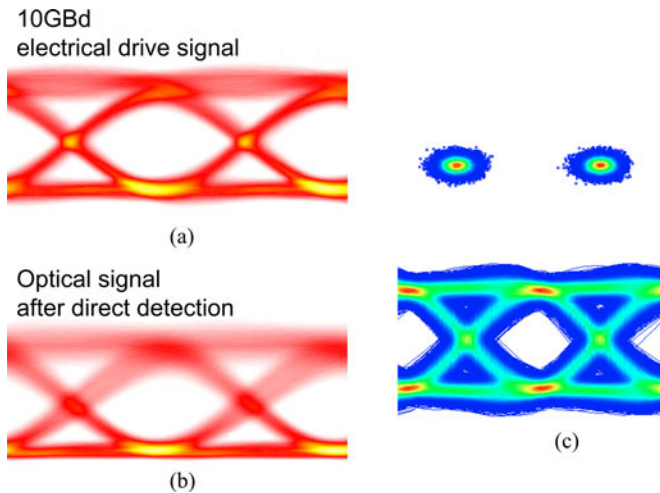 10GBd
electrical drive signal
(a)
Optical signal
after direct detection
(b)
(c)